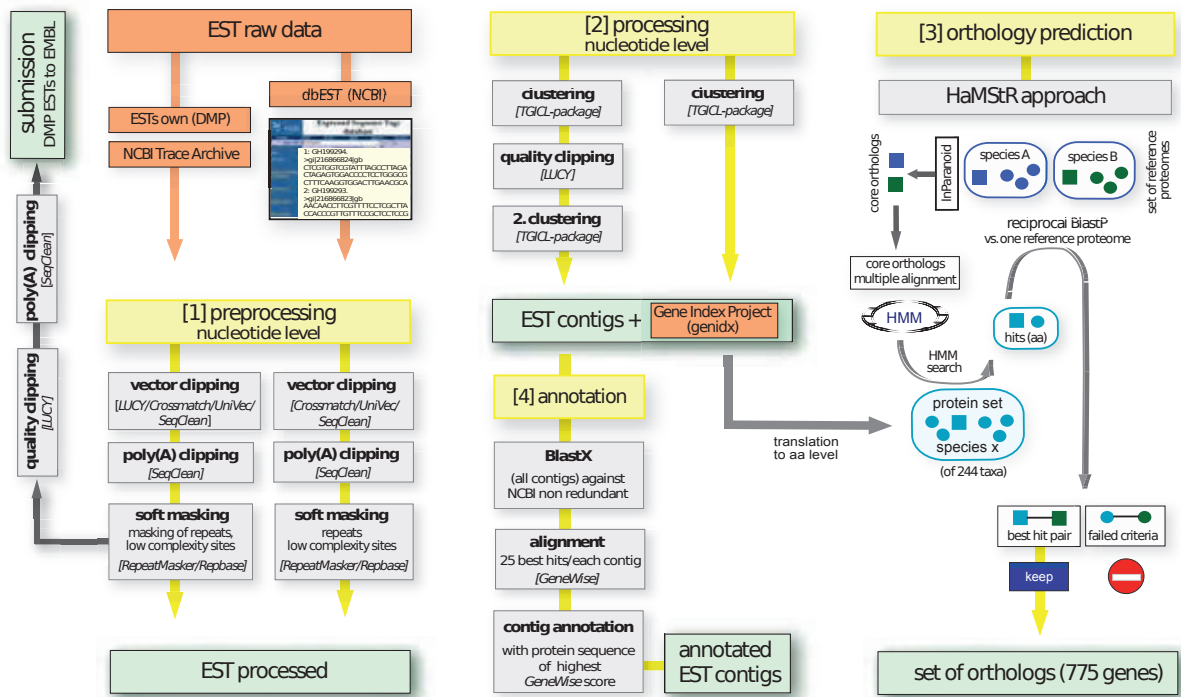 submission
DMP ESTs to EMBL
poly(A) clipping
[SeqClean]
quality clipping
[LUCY]
EST raw data
ESTs own (DMP)
NCBI Trace Archive
dbEST (NCBI)
Expressed Sequence Tags
database
1: GH199294.
>gi|216866824|gb
CTCGTGGTCGTATTTAGCCTTAGA
CTAGAGTGGACCCCTCCTGGGCG
CTTTCAAGGTGGACTTGAACGCA
2: GH199293.
>gi|216866823|gb
AACAACCTTCGTTTTCCTCGCTTA
CCACCCGTTGTTTCCGCTCCTCCG
[1] preprocessing
nucleotide level
vector clipping
[LUCY/Crossmatch/UniVec/
SeqClean]
poly(A) clipping
[SeqClean]
soft masking
masking of repeats,
low complexity sites
[RepeatMasker/Repbase]
vector clipping
[Crossmatch/UniVec/
SeqClean]
poly(A) clipping
[SeqClean]
soft masking
repeats
low complexity sites
[RepeatMasker/Repbase]
EST processed
[2] processing
nucleotide level
clustering
[TGICL-package]
quality clipping
[LUCY]
2. clustering
[TGICL-package]
clustering
[TGICL-package]
EST contigs +
Gene Index Project
(genidx)
[4] annotation
BlastX
(all contigs) against
NCBI non redundant
alignment
25 best hits/each contig
[GeneWise]
contig annotation
with protein sequence
of highest
GeneWise score
annotated
EST contigs
translation
to aa level
[3] orthology prediction
HaMStR approach
core orthologs
InParanoid
species A
species B
set of reference
proteomes
reciprocal BlastP
vs. one reference proteome
core orthologs
multiple alignment
HMM
hits (aa)
HMM
search
protein set
species x
(of 244 taxa)
best hit pair
failed criteria
keep
set of orthologs (775 genes)